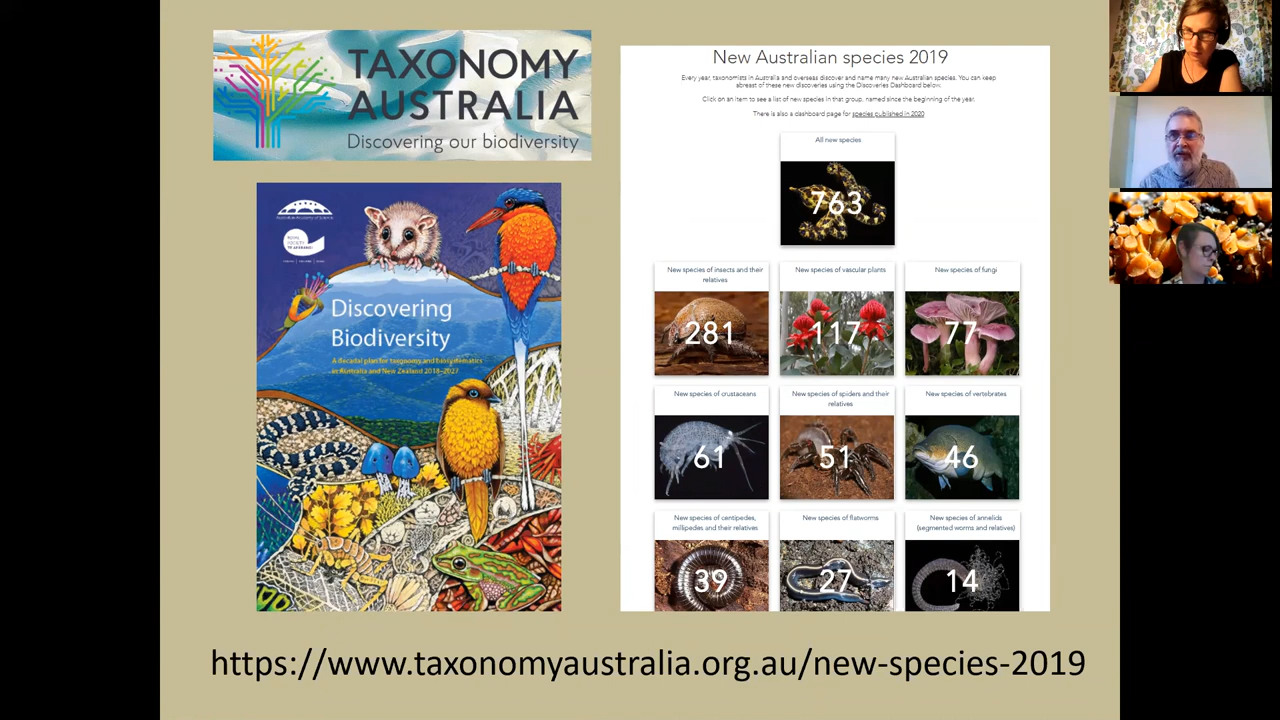 TAXONOMY
AUSTRALIA
Discovering our biodiversity
Discovering
Biodiversity
A decadal plan for taxonomy and biosystematics
in Australia and New Zealand 2018–2027
New Australian species 2019
Every year, taxonomists in Australia and overseas discover and name many new Australian species. You can keep
abreast of these new discoveries using the Discoveries Dashboard below.
Click on an item to see a list of new species in that group, named since the beginning of the year.
There is also a dashboard page for species published in 2020
All new species
763
New species of insects and their
relatives
281
New species of vascular plants
117
New species of fungi
77
New species of crustaceans
61
New species of spiders and their
relatives
51
New species of vertebrates
46
New species of centipedes,
millipedes and their relatives
39
New species of flatworms
27
New species of annelids
(segmented worms and relatives)
14
https://www.taxonomyaustralia.org.au/new-species-2019